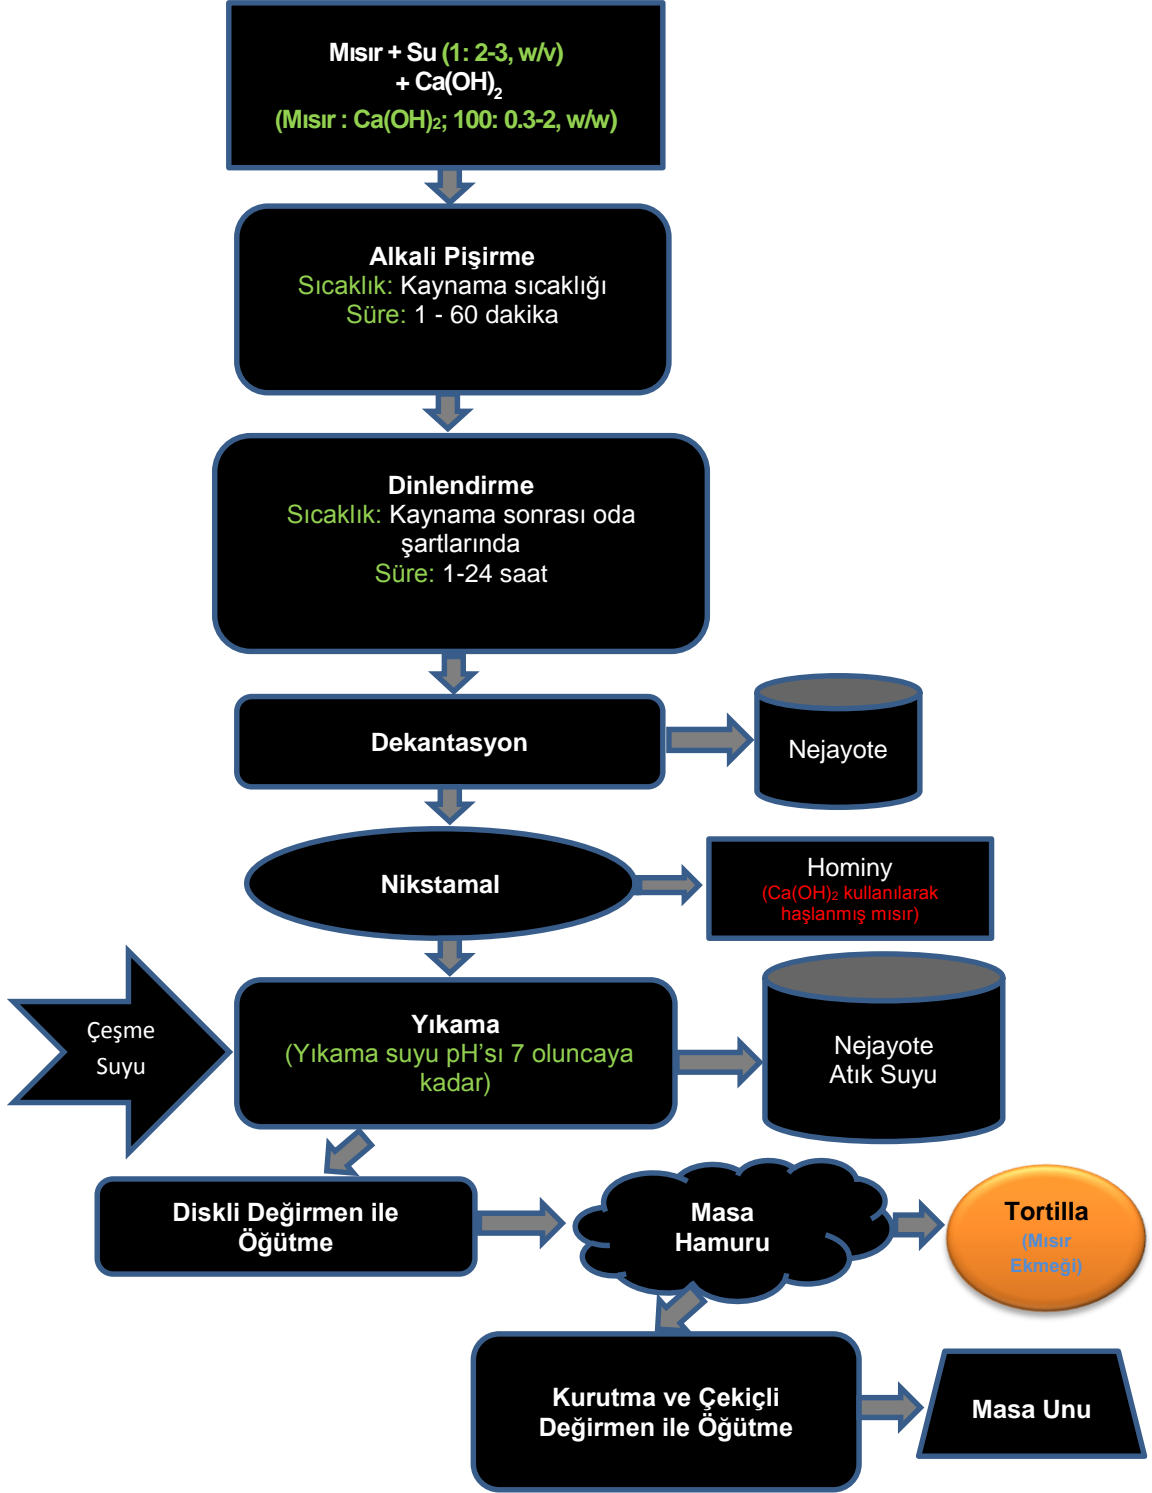 Mısır + Su (1: 2-3, w/v)
+ Ca(OH)2
(Mısır : Ca(OH)2; 100: 0.3-2, w/w)
Alkali Pişirme
Sıcaklık: Kaynama sıcaklığı
Süre: 1 - 60 dakika
Dinlendirme
Sıcaklık: Kaynama sonrası oda
şartlarında
Süre: 1-24 saat
Dekantasyon
Nejayote
Nikstamal
Hominy
(Ca(OH)2 kullanılarak
haşlanmış mısır)
Çeşme
Suyu
Yıkama
(Yıkama suyu pH’sı 7 oluncaya
kadar)
Nejayote
Atık Suyu
Diskli Değirmen ile
Öğütme
Masa
Hamuru
Tortilla
(Mısır
Ekmeği)
Kurutma ve Çekiçli
Değirmen ile Öğütme
Masa Unu